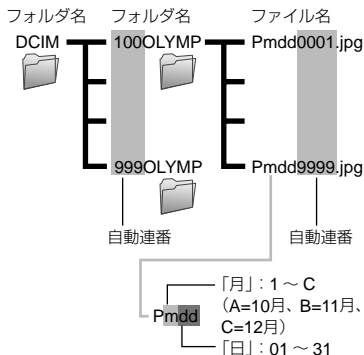 フォルダ名 フォルダ名 ファイル名
DCIM 100OLYMP Pmdd0001.jpg
999OLYMP Pmdd9999.jpg
自動連番 自動連番
Pmdd
「月」：1 ～ C
（A=10月、B=11月、
C=12月）
「日」：01 ～ 31